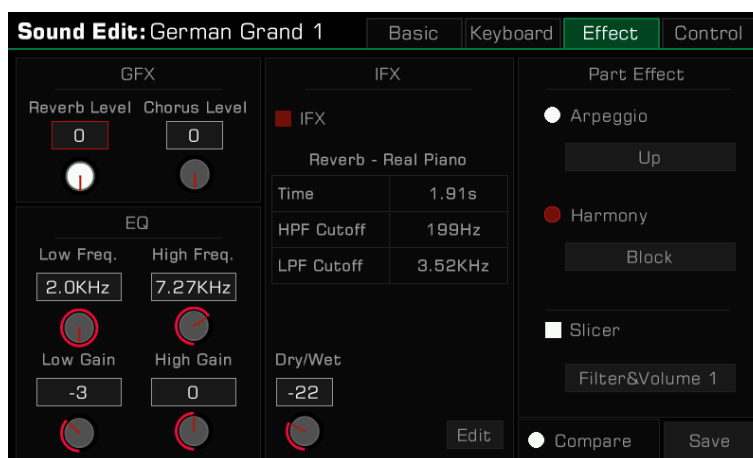 Sound Edit: German Grand 1
Basic
Keyboard
Effect
Control
GFX
Reverb Level
Chorus Level
0
0
EQ
Low Freq.
High Freq.
2.0KHz
7.27KHz
Low Gain
High Gain
-3
0
IFX
IFX
Reverb - Real Piano
Time 1.91s
HPF Cutoff 199Hz
LPF Cutoff 3.52KHz
Dry/Wet
-22
Edit
Part Effect
Arpeggio
Up
Harmony
Block
Slicer
Filter&Volume 1
Compare
Save